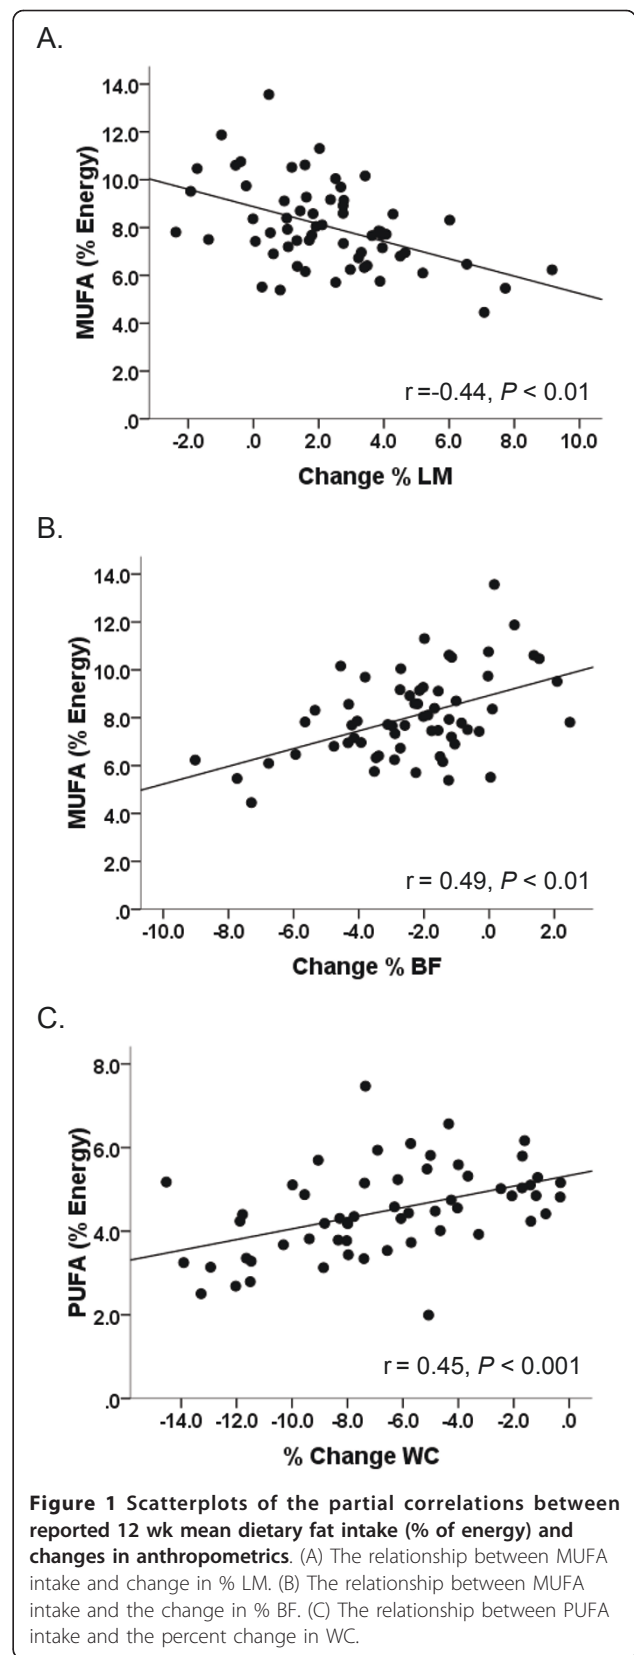 A.
14.0
12.0
10.0
8.0
6.0
4.0
2.0
.0
MUFA (% Energy)
r =-0.44, P < 0.01
-2.0 .0 2.0 4.0 6.0 8.0 10.0
Change % LM
B.
14.0
12.0
10.0
8.0
6.0
4.0
2.0
.0
MUFA (% Energy)
r = 0.49, P < 0.01
-10.0 -8.0 -6.0 -4.0 -2.0 .0 2.0
Change % BF
C.
8.0
6.0
4.0
2.0
.0
PUFA (% Energy)
r = 0.45, P < 0.001
-14.0 -12.0 -10.0 -8.0 -6.0 -4.0 -2.0 .0
% Change WC
Figure 1 Scatterplots of the partial correlations between
reported 12 wk mean dietary fat intake (% of energy) and
changes in anthropometrics. (A) The relationship between MUFA
intake and change in % LM. (B) The relationship between MUFA
intake and the change in % BF. (C) The relationship between PUFA
intake and the percent change in WC.